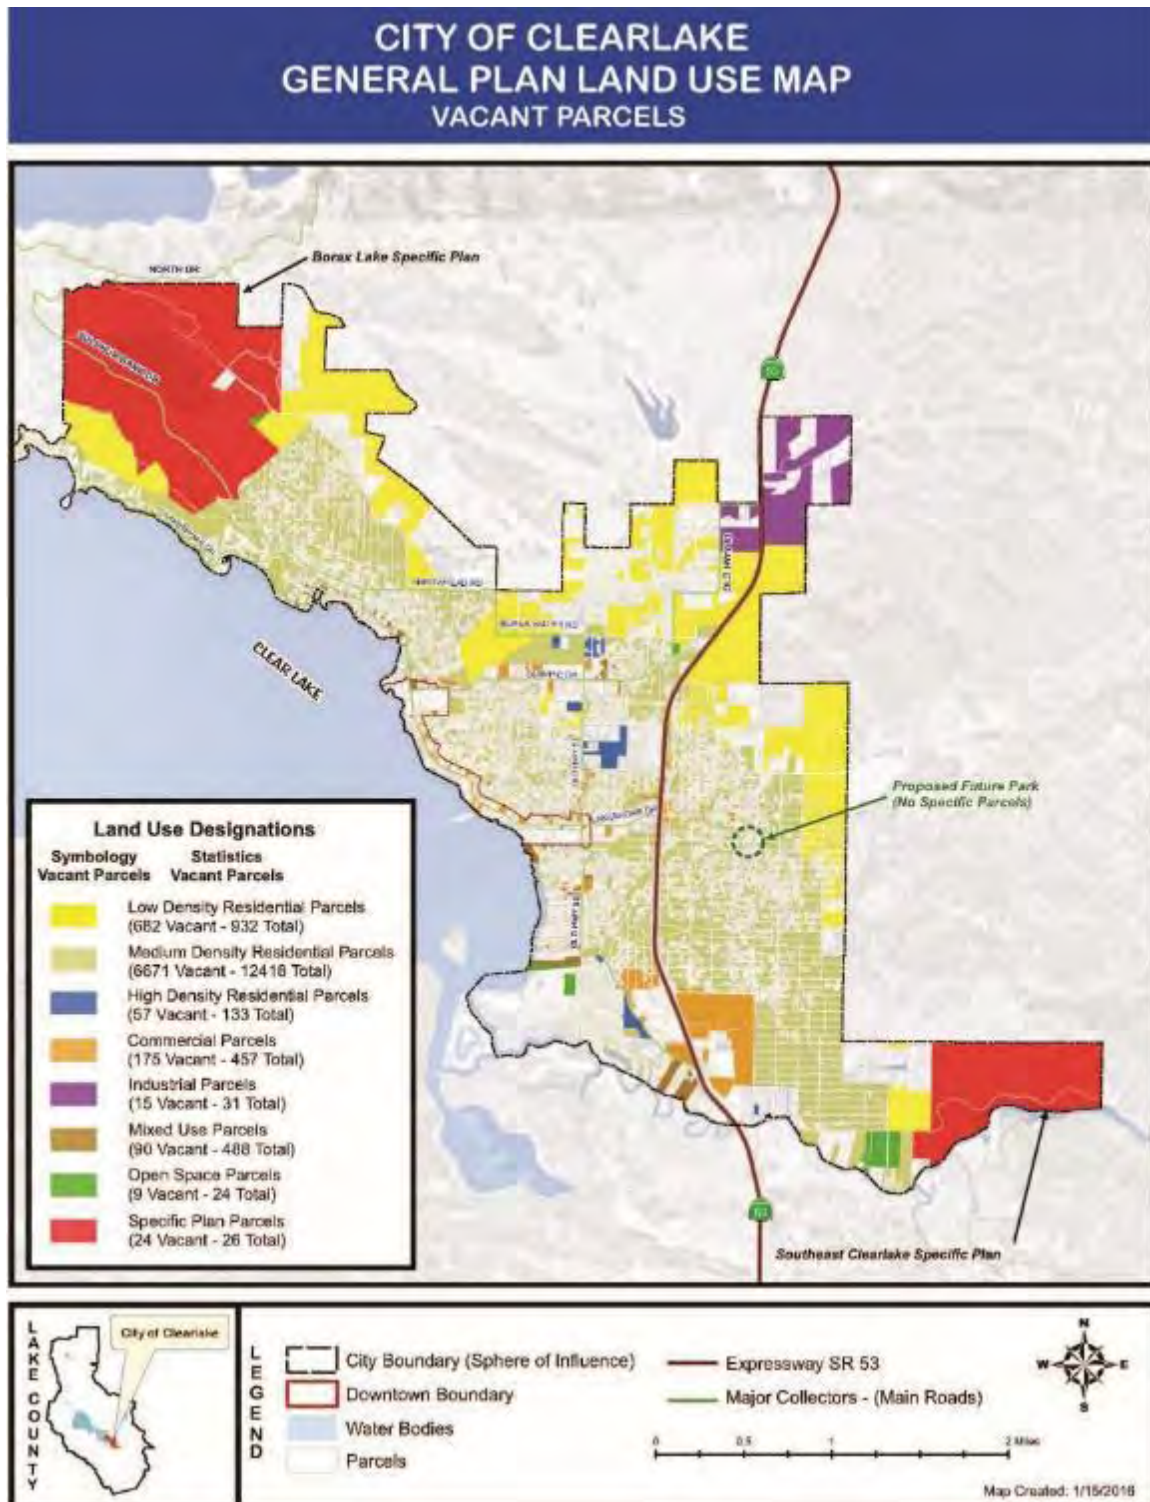 CITY OF CLEARLAKE
GENERAL PLAN LAND USE MAP
VACANT PARCELS
Borax Lake Specific Plan
NORTH DR
CLEAR LAKE
Proposed Future Park
(No Specific Parcels)
Land Use Designations
Symbology Statistics
Vacant Parcels Vacant Parcels
Low Density Residential Parcels
(682 Vacant - 932 Total)
Medium Density Residential Parcels
(6671 Vacant - 12418 Total)
High Density Residential Parcels
(57 Vacant - 133 Total)
Commercial Parcels
(175 Vacant - 457 Total)
Industrial Parcels
(15 Vacant - 31 Total)
Mixed Use Parcels
(90 Vacant - 488 Total)
Open Space Parcels
(9 Vacant - 24 Total)
Specific Plan Parcels
(24 Vacant - 26 Total)
Southeast Clearlake Specific Plan
LAKE COUNTY
City of Clearlake
LEGEND
City Boundary (Sphere of Influence)
Downtown Boundary
Water Bodies
Parcels
Expressway SR 53
Major Collectors - (Main Roads)
N
W E
S
0 0.5 1 2 Miles
Map Created: 1/15/2016